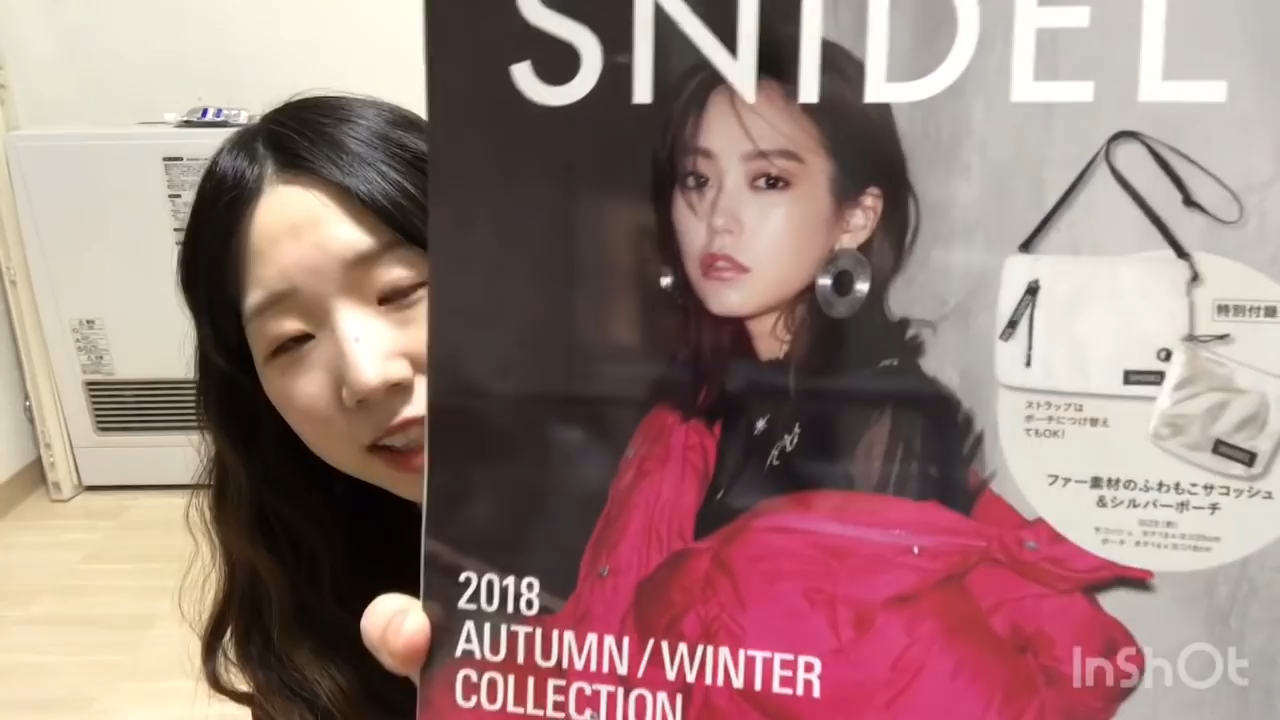 SNIDEL
特別付録
ストラップは
ポーチにつけ替え
てもOK!
ファー素材のふわもこサコッシュ
&シルバーポーチ
2018
AUTUMN / WINTER
COLLECTION
InShOt